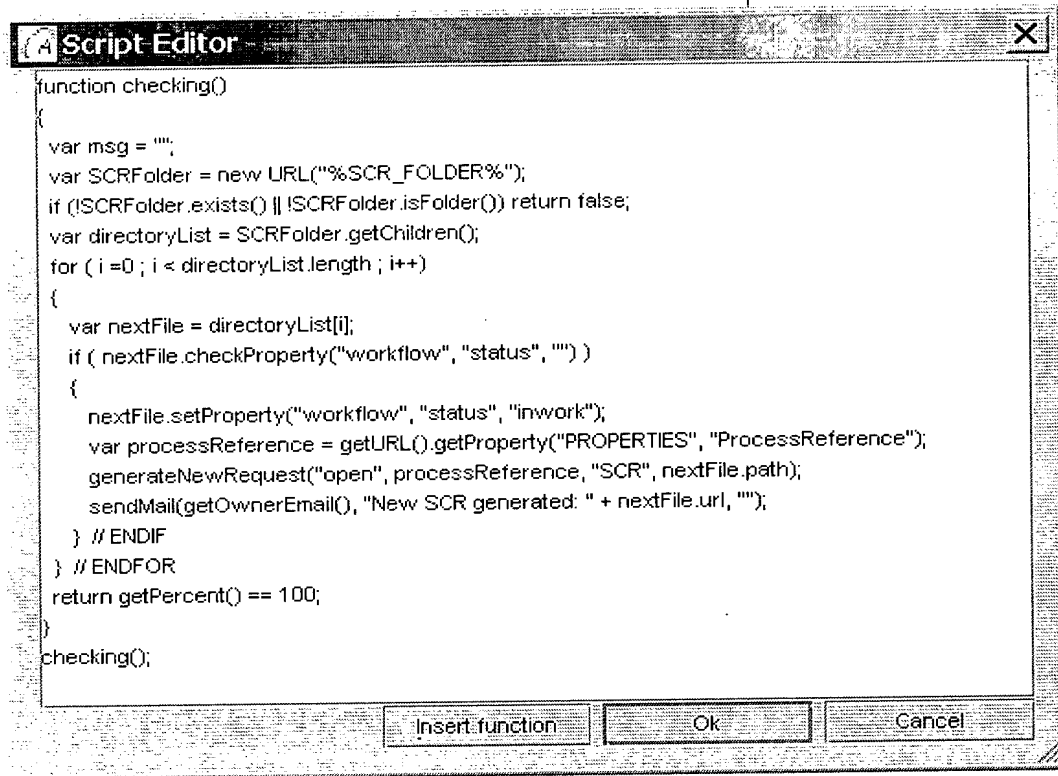 Script Editor
function checking()
{
var msg = "";
var SCRFolder = new URL("%SCR_FOLDER%");
if (!SCRFolder.exists() || !SCRFolder.isFolder()) return false;
var directoryList = SCRFolder.getChildren();
for ( i =0 ; i < directoryList.length ; i++)
{
var nextFile = directoryList[i];
if ( nextFile.checkProperty("workflow", "status", "") )
{
nextFile.setProperty("workflow", "status", "inwork");
var processReference = getURL().getProperty("PROPERTIES", "ProcessReference");
generateNewRequest("open", processReference, "SCR", nextFile.path);
sendMail(getOwnerEmail(), "New SCR generated: " + nextFile.url, "");
} // ENDIF
} // ENDFOR
return getPercent() == 100;
}
checking();
Insert function Ok Cancel